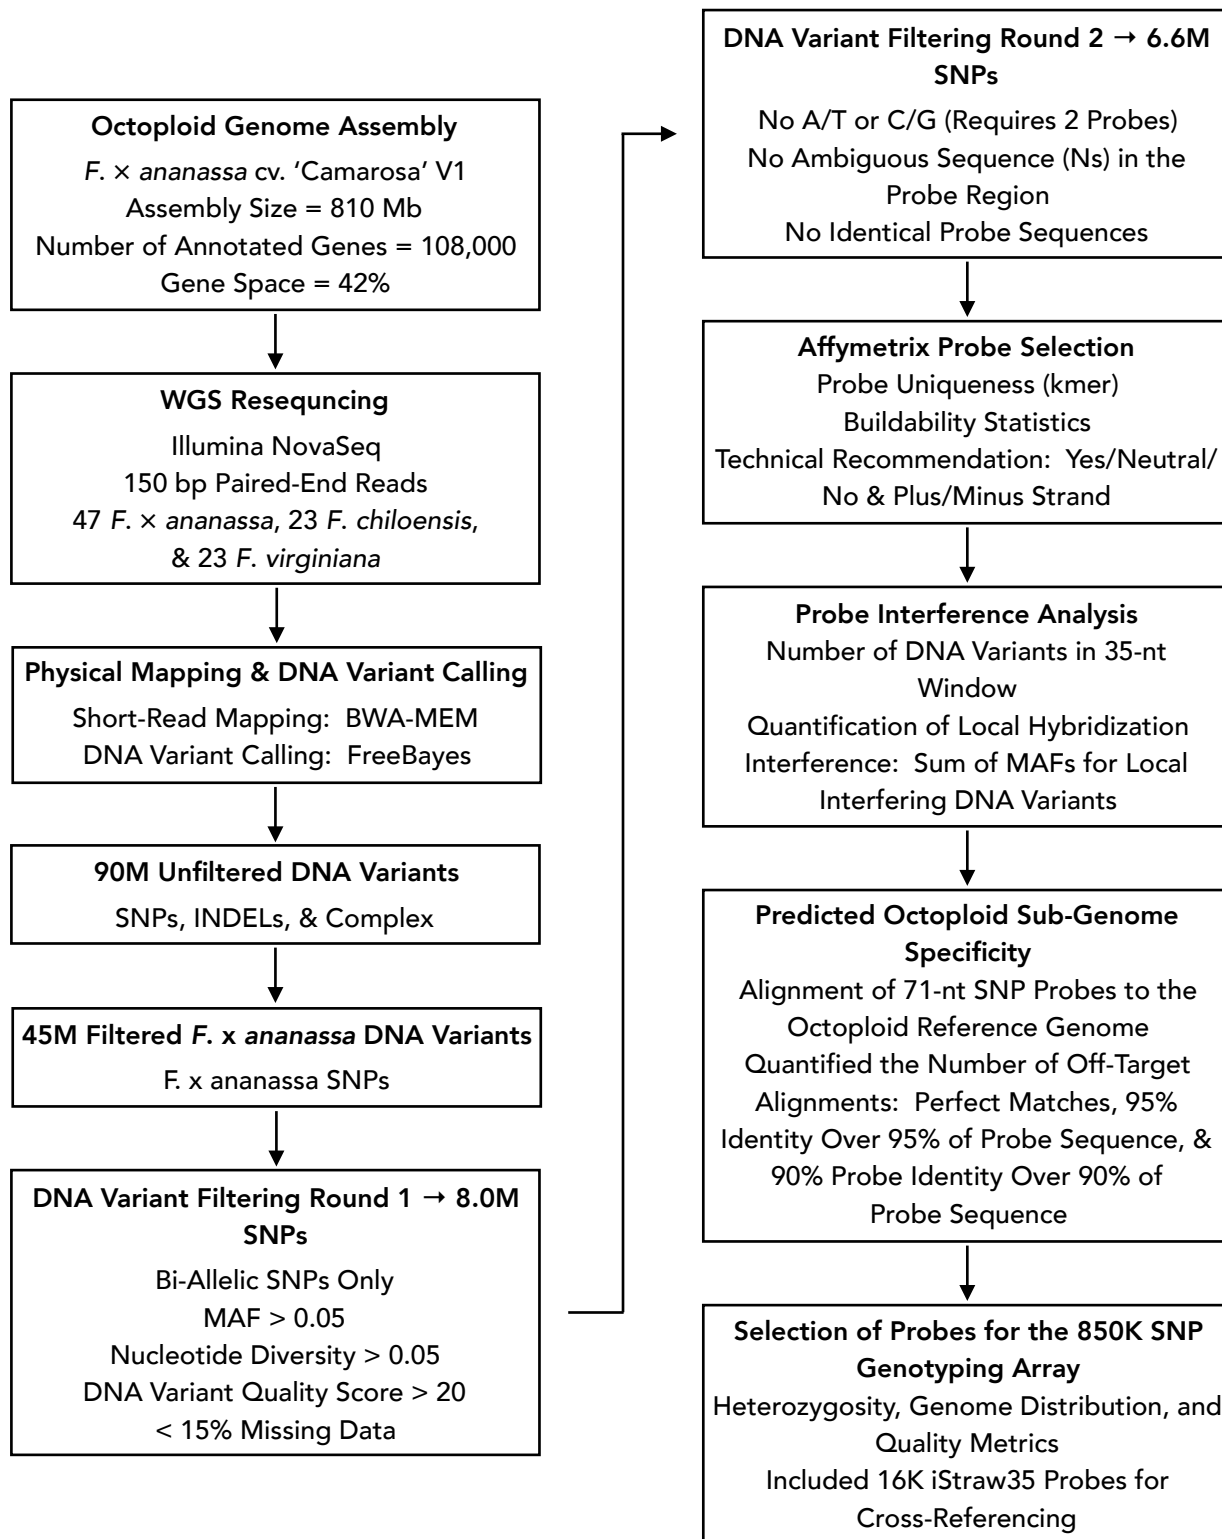 Octoploid Genome Assembly
F. × ananassa cv. ‘Camarosa’ V1
Assembly Size = 810 Mb
Number of Annotated Genes = 108,000
Gene Space = 42%
WGS Resequncing
Illumina NovaSeq
150 bp Paired-End Reads
47 F. × ananassa, 23 F. chiloensis,
& 23 F. virginiana
Physical Mapping & DNA Variant Calling
Short-Read Mapping: BWA-MEM
DNA Variant Calling: FreeBayes
90M Unfiltered DNA Variants
SNPs, INDELs, & Complex
45M Filtered F. x ananassa DNA Variants
F. x ananassa SNPs
DNA Variant Filtering Round 1 → 8.0M
SNPs
Bi-Allelic SNPs Only
MAF > 0.05
Nucleotide Diversity > 0.05
DNA Variant Quality Score > 20
< 15% Missing Data
DNA Variant Filtering Round 2 → 6.6M
SNPs
No A/T or C/G (Requires 2 Probes)
No Ambiguous Sequence (Ns) in the
Probe Region
No Identical Probe Sequences
Affymetrix Probe Selection
Probe Uniqueness (kmer)
Buildability Statistics
Technical Recommendation: Yes/Neutral/
No & Plus/Minus Strand
Probe Interference Analysis
Number of DNA Variants in 35-nt
Window
Quantification of Local Hybridization
Interference: Sum of MAFs for Local
Interfering DNA Variants
Predicted Octoploid Sub-Genome
Specificity
Alignment of 71-nt SNP Probes to the
Octoploid Reference Genome
Quantified the Number of Off-Target
Alignments: Perfect Matches, 95%
Identity Over 95% of Probe Sequence, &
90% Probe Identity Over 90% of
Probe Sequence
Selection of Probes for the 850K SNP
Genotyping Array
Heterozygosity, Genome Distribution, and
Quality Metrics
Included 16K iStraw35 Probes for
Cross-Referencing